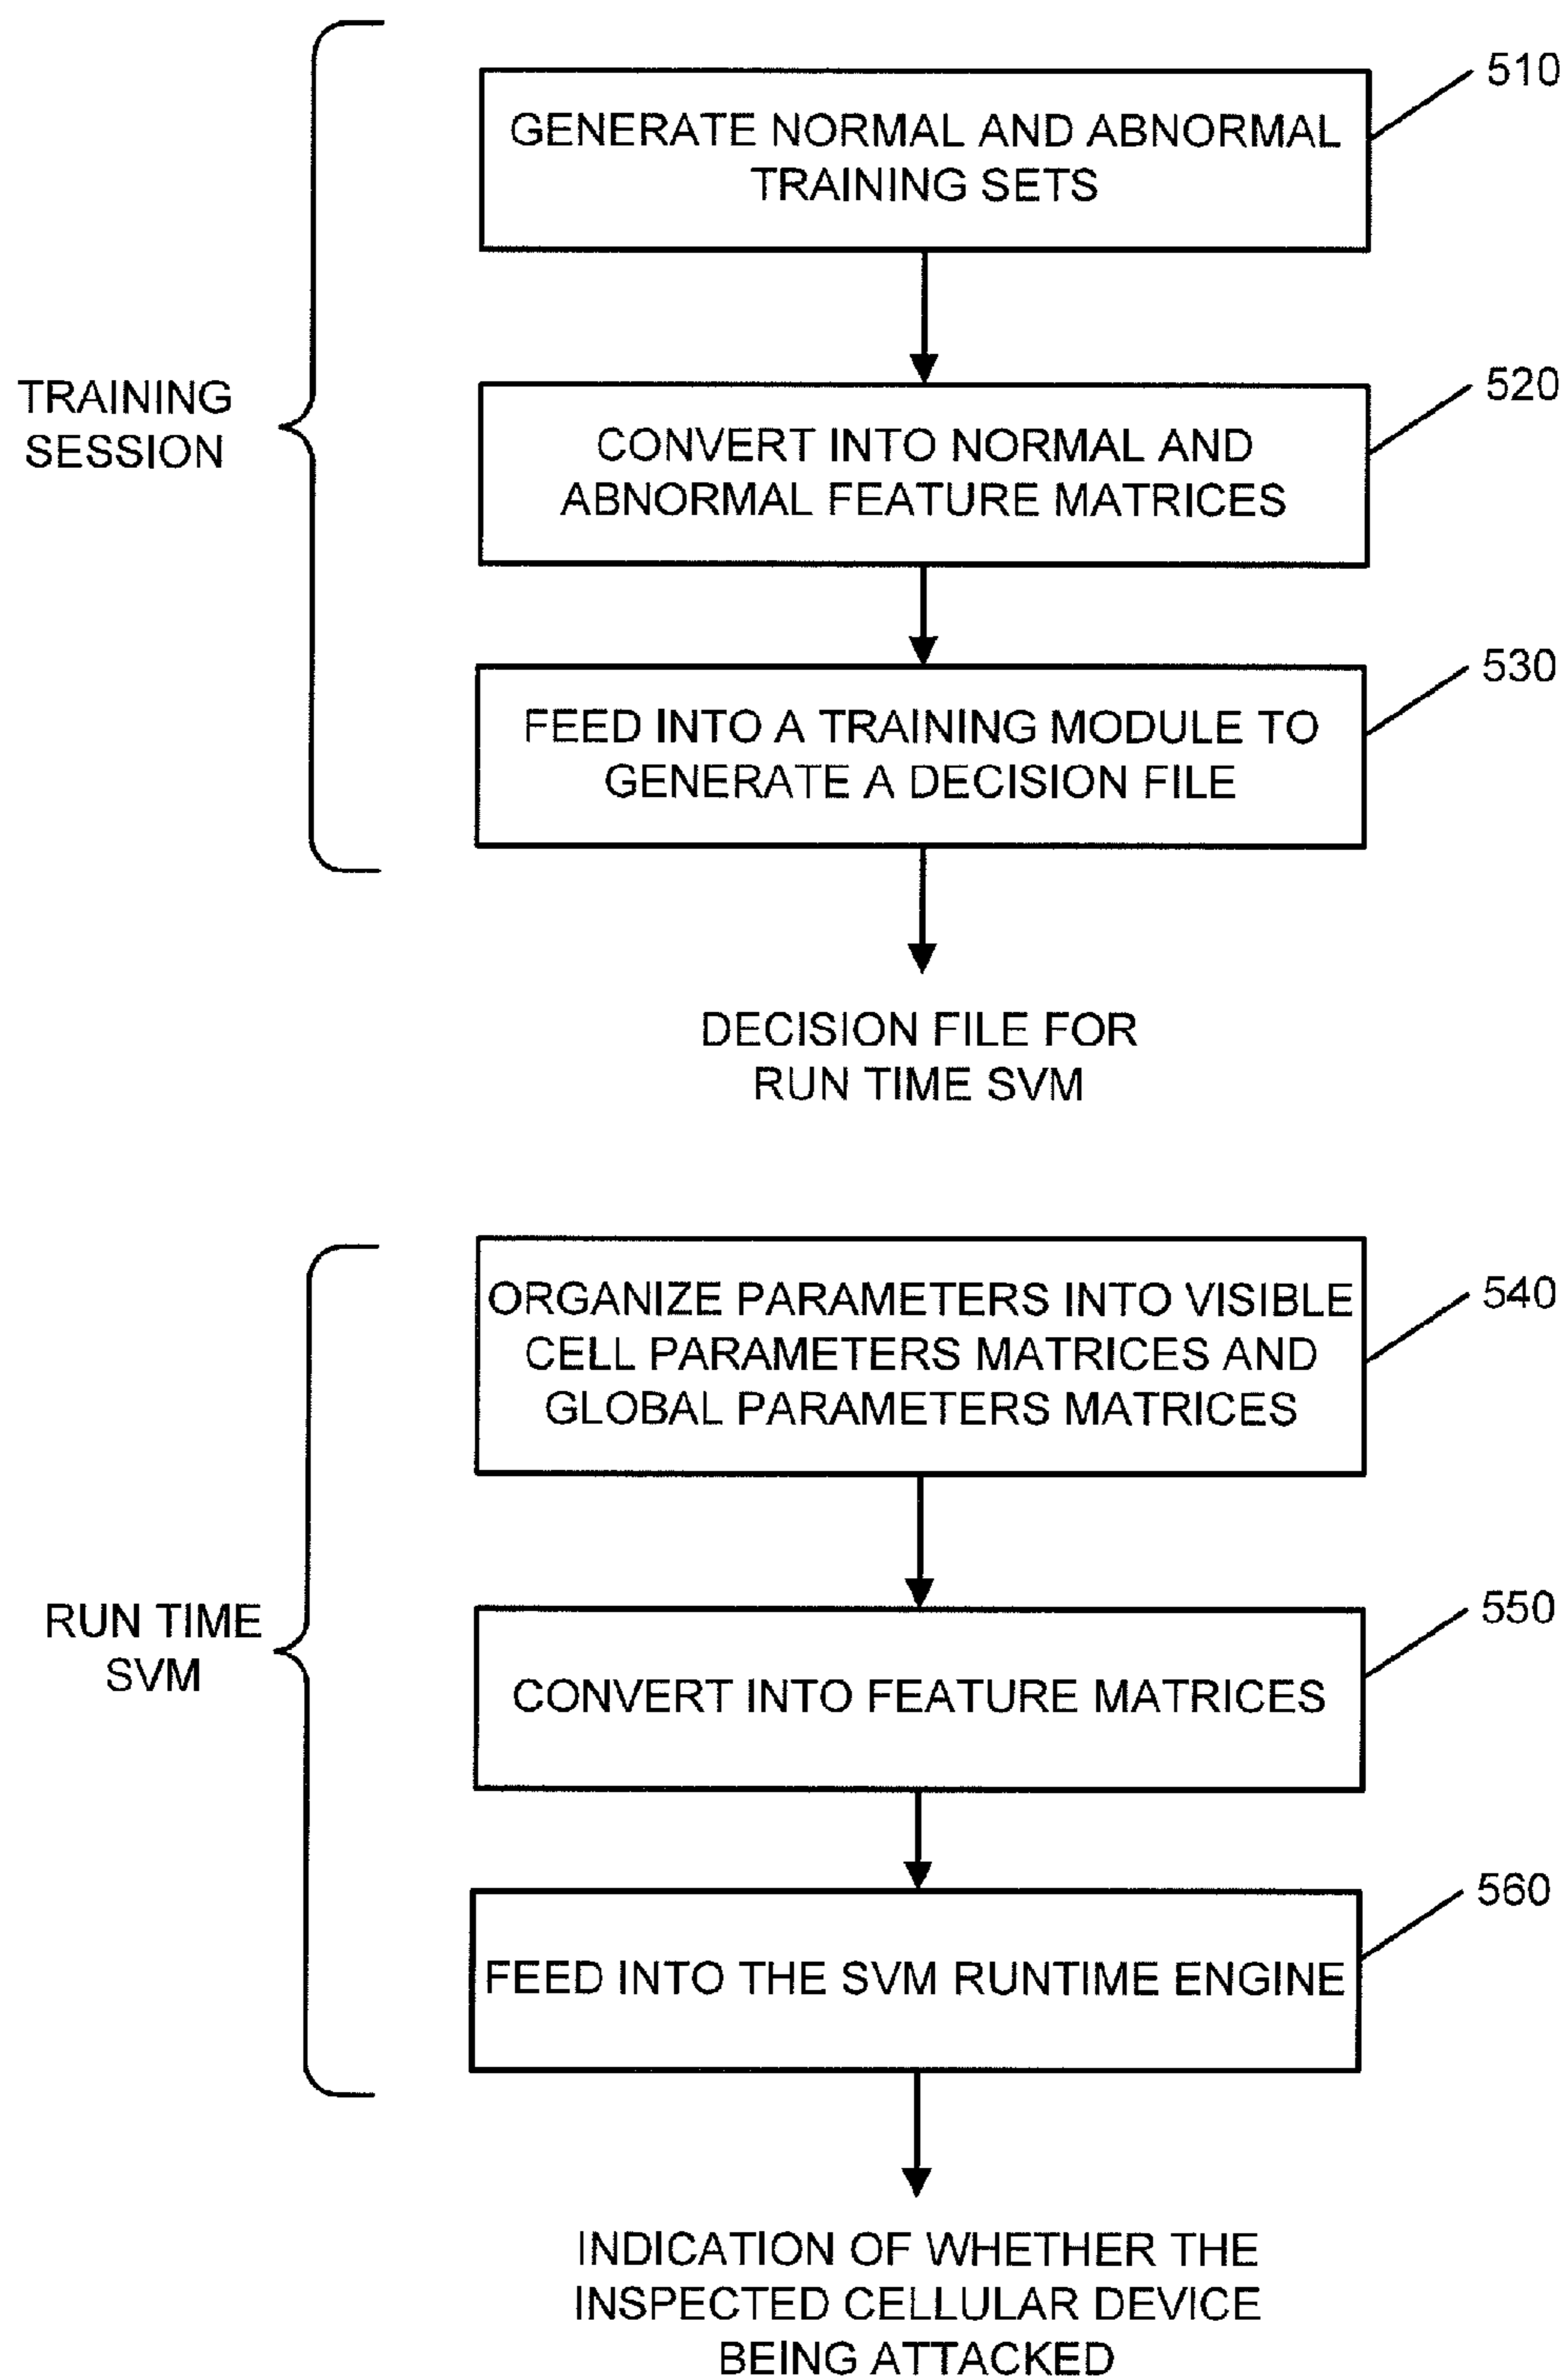 510
GENERATE NORMAL AND ABNORMAL
TRAINING SETS
520
TRAINING
SESSION
CONVERT INTO NORMAL AND
ABNORMAL FEATURE MATRICES
530
FEED INTO A TRAINING MODULE TO
GENERATE A DECISION FILE
DECISION FILE FOR
RUN TIME SVM
540
ORGANIZE PARAMETERS INTO VISIBLE
CELL PARAMETERS MATRICES AND
GLOBAL PARAMETERS MATRICES
550
RUN TIME
SVM
CONVERT INTO FEATURE MATRICES
560
FEED INTO THE SVM RUNTIME ENGINE
INDICATION OF WHETHER THE
INSPECTED CELLULAR DEVICE
BEING ATTACKED